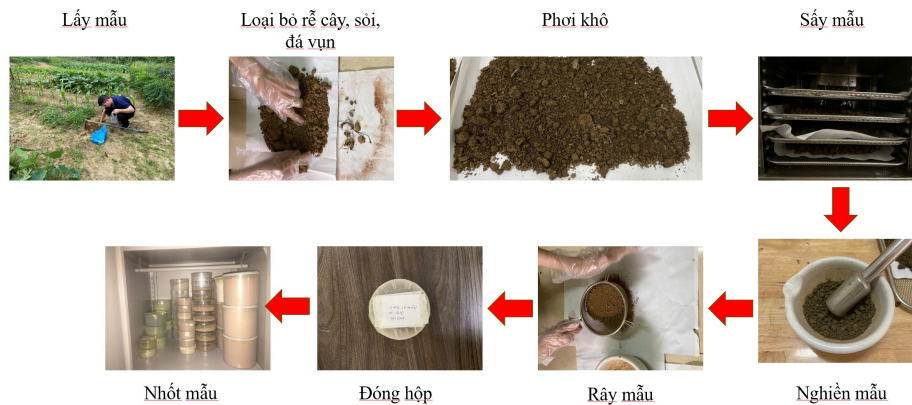 Lấy mẫu
Loại bỏ rễ cây, sỏi,
đá vụn
Phơi khô
Sấy mẫu
Nghiền mẫu
Rây mẫu
Đóng hộp
Nhốt mẫu